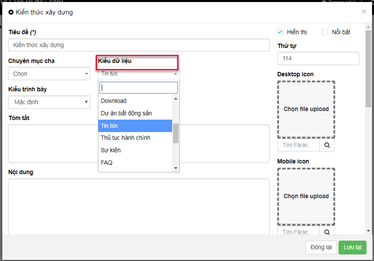 Kiến thức xây dựng
Tiêu đề (*)
Kiến thức xây dựng
Hiển thị
Nổi bật
Thứ tự
114
Chuyên mục cha
Chọn
Kiểu dữ liệu
Tin tức
Download
Dự án bất động sản
Tin tức
Thủ tục hành chính
Sự kiện
FAQ
Kiểu trình bày
Mặc định
Tóm tắt
Nội dung
Desktop icon
Chọn file upload
Tìm Flickr.
Mobile icon
Chọn file upload
Tìm Flickr.
Đóng lại
Lưu lại